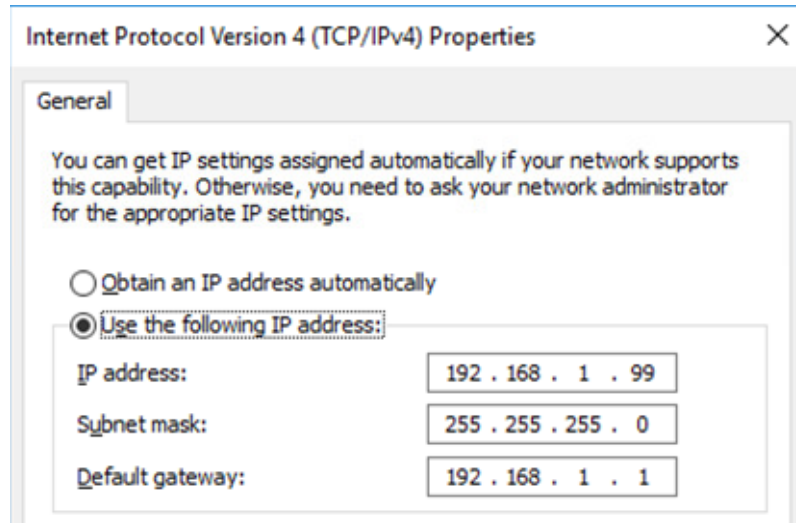 Internet Protocol Version 4 (TCP/IPv4) Properties
General
You can get IP settings assigned automatically if your network supports
this capability. Otherwise, you need to ask your network administrator
for the appropriate IP settings.
Obtain an IP address automatically
Use the following IP address:
IP address: 192 . 168 . 1 . 99
Subnet mask: 255 . 255 . 255 . 0
Default gateway: 192 . 168 . 1 . 1